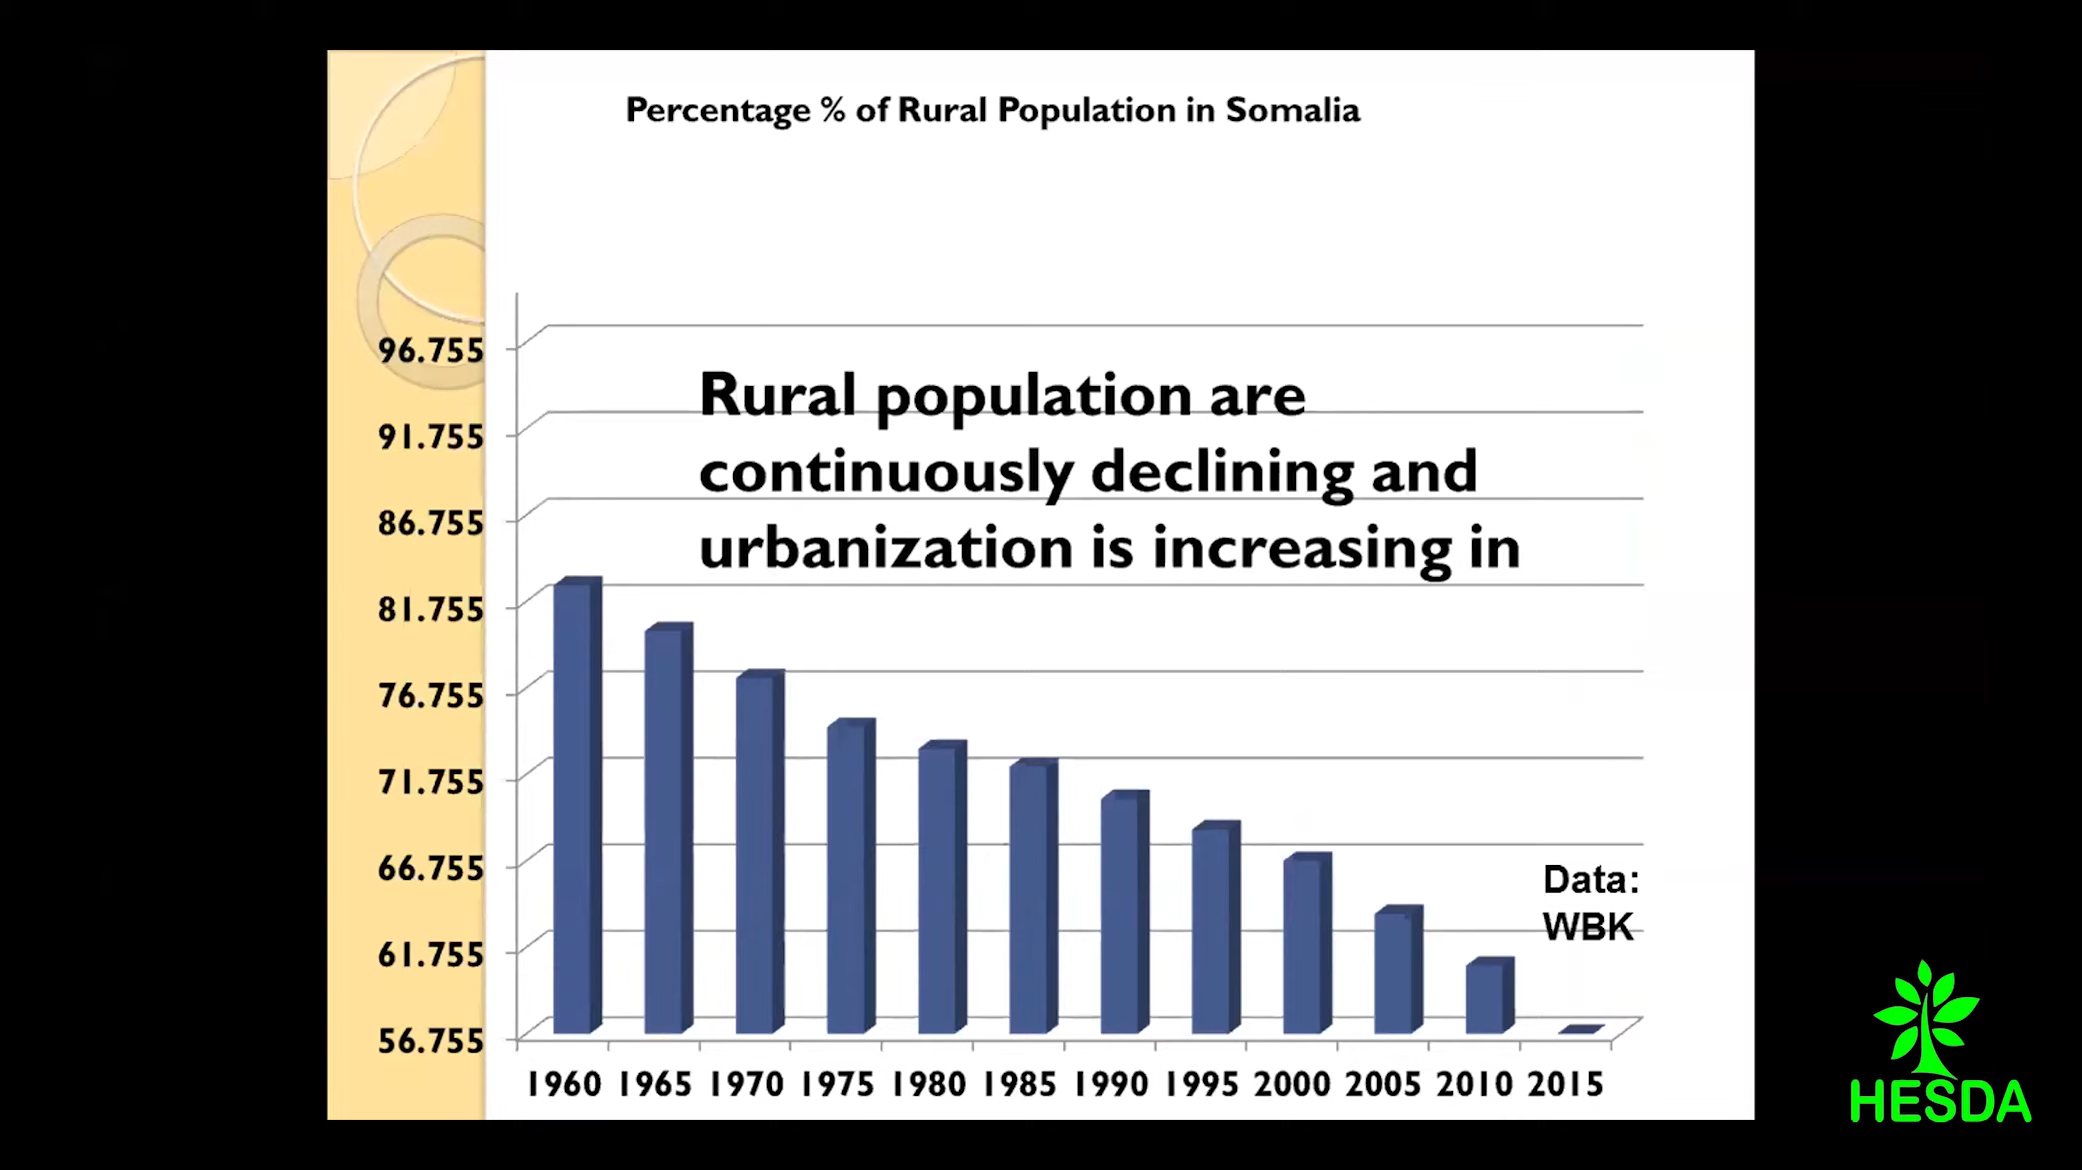 Percentage % of Rural Population in Somalia
Rural population are
continuously declining and
urbanization is increasing in
96.755
91.755
86.755
81.755
76.755
71.755
66.755
61.755
56.755
Data:
WBK
1960 1965 1970 1975 1980 1985 1990 1995 2000 2005 2010 2015
HESDA